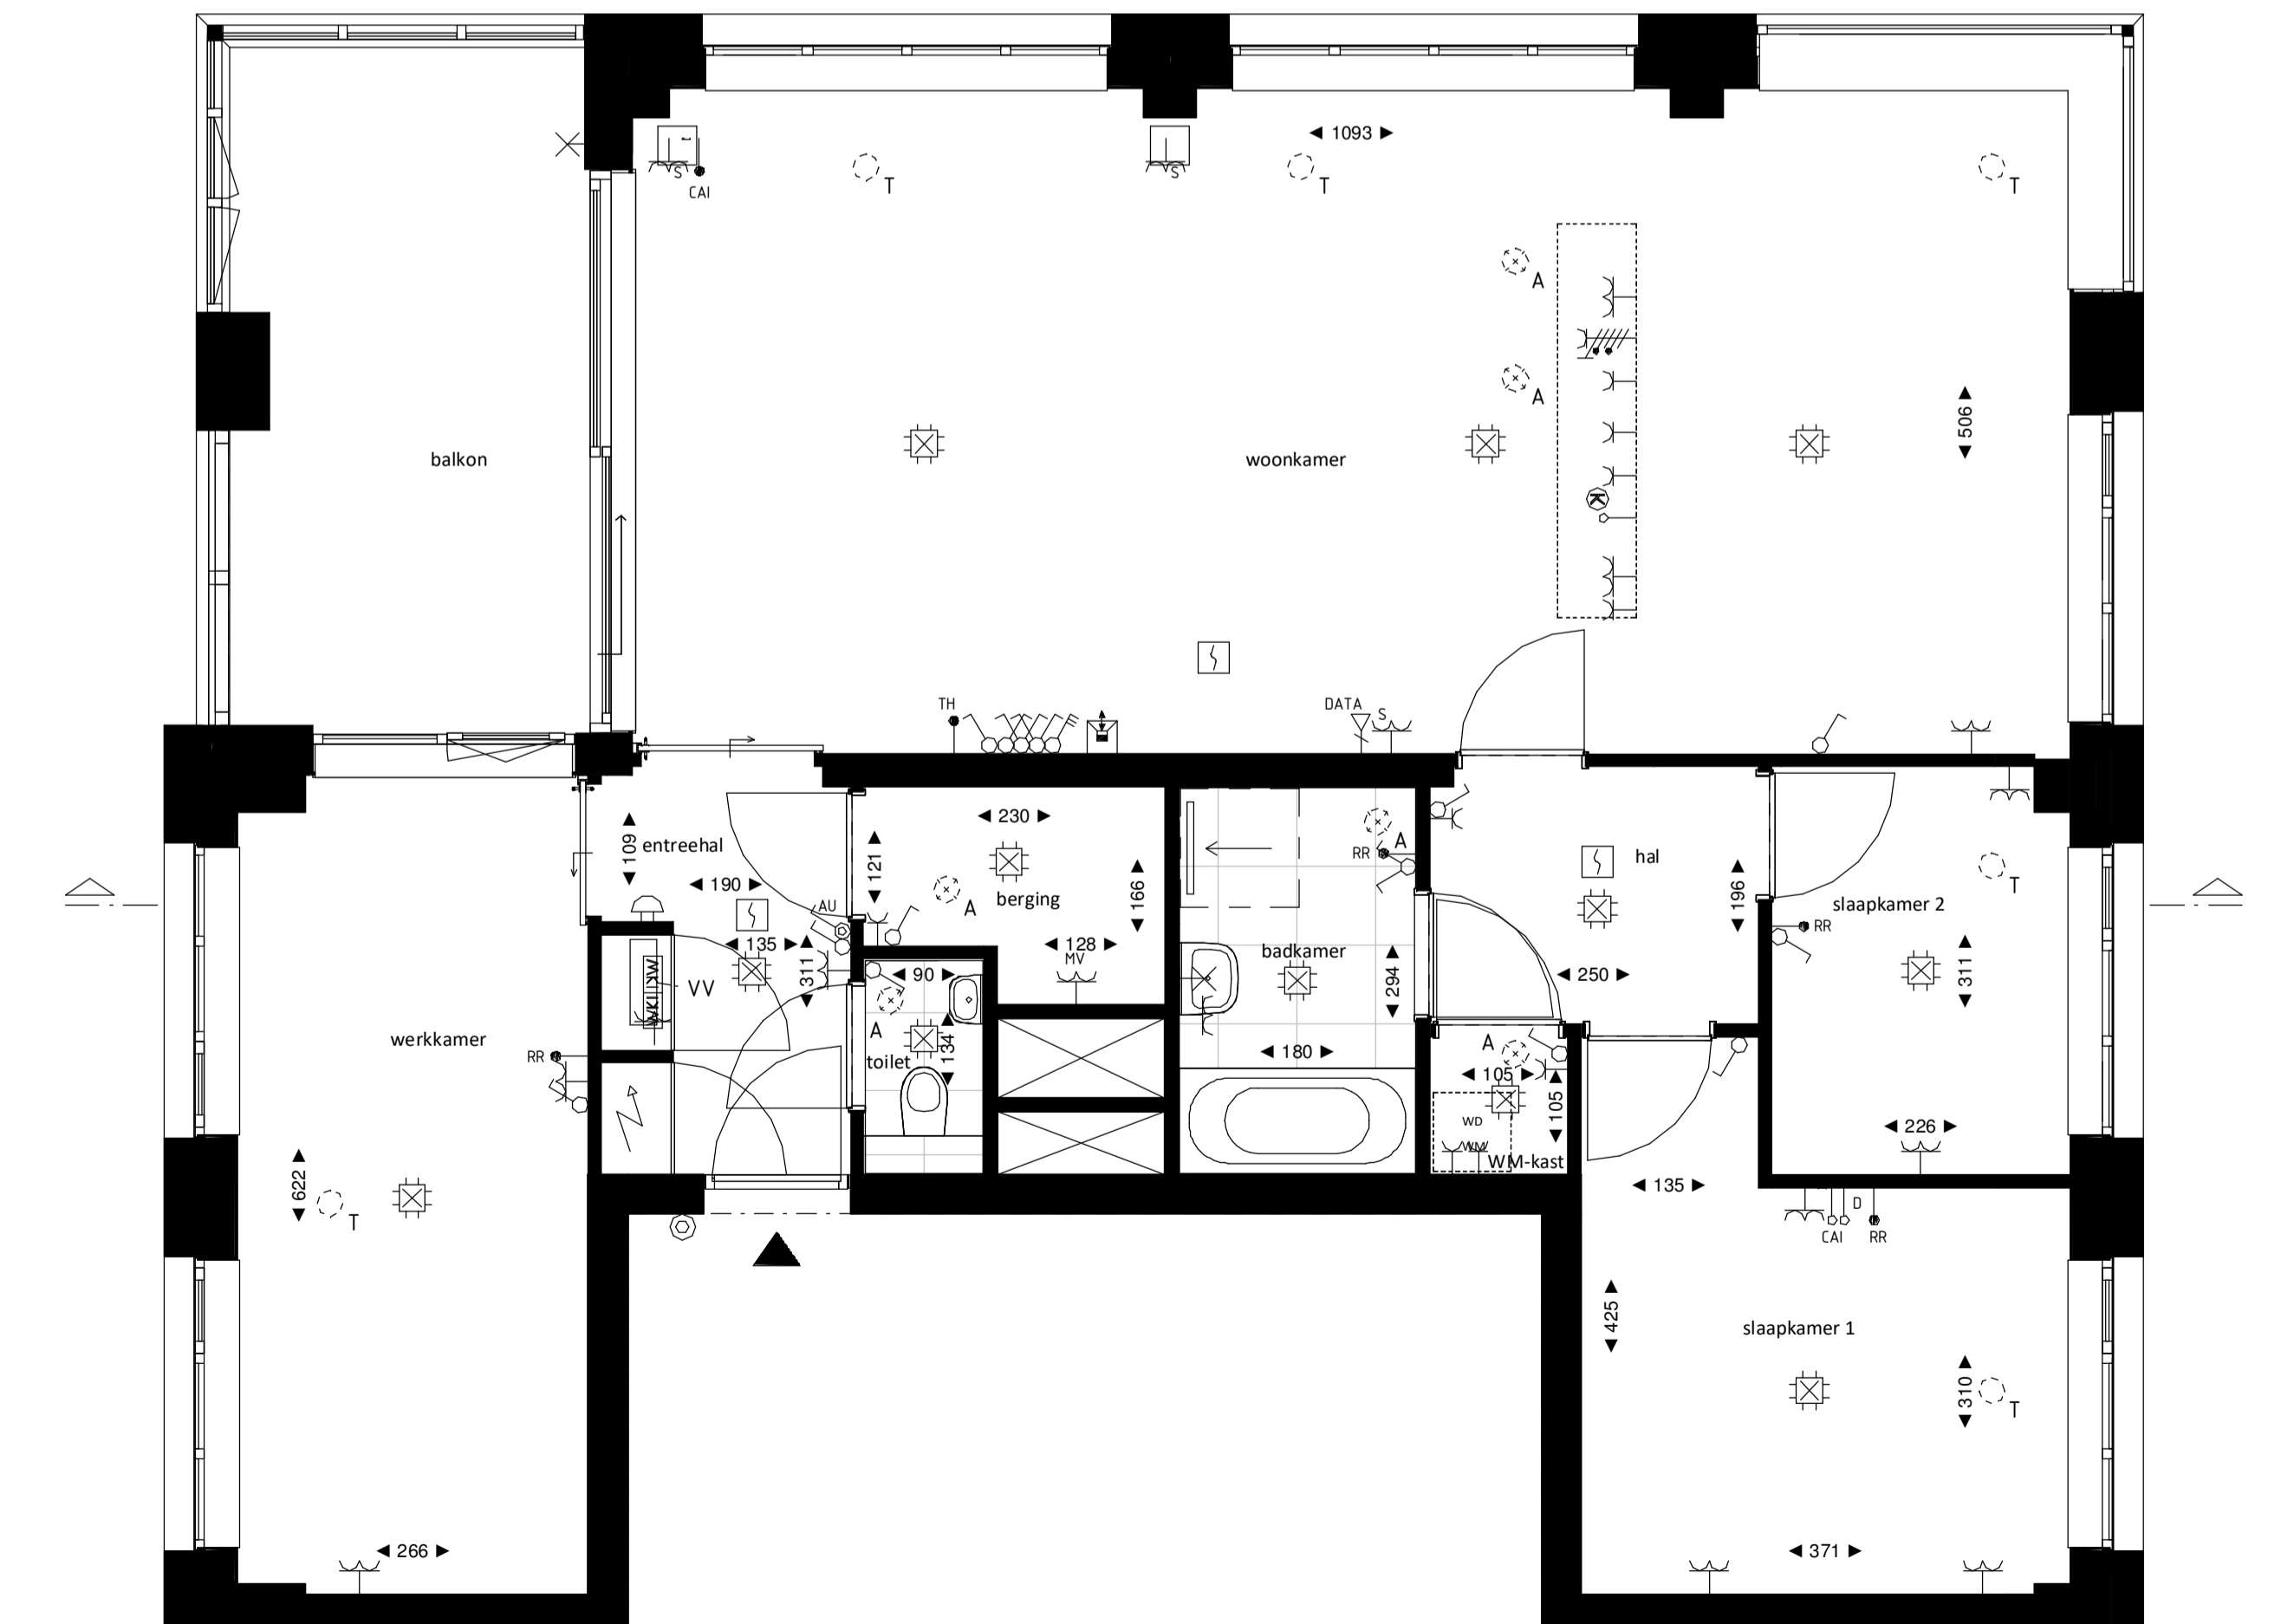 1093
S
CAI
T
S
T
T
A
A
506
balkon
woonkamer
K
TH
DATA
S
109
entreehal
190
AU
121
230
A
berging
166
128
MV
135
311
VV
WKI
A
90
134
toilet
RR
A
badkamer
294
180
hal
196
250
A
105
105
WD
WM
WM-kast
slaapkamer 2
T
RR
311
226
werkkamer
RR
622
T
266
135
D
CAI
RR
425
slaapkamer 1
310
T
371